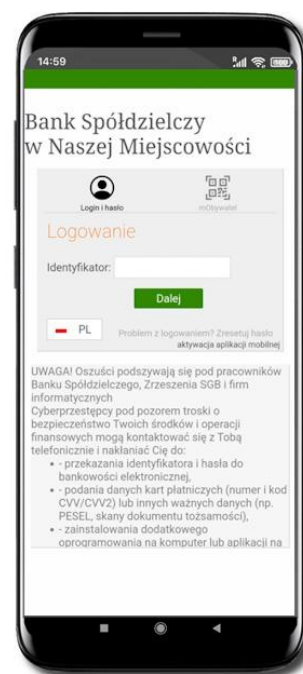 14:59
Bank Spółdzielczy
w Naszej Miejscowości
Login i hasło
mObywatel
Logowanie
Identyfikator:
Dalej
PL
Problem z logowaniem? Zresetuj hasło
aktywacja aplikacji mobilnej
UWAGA! Oszuści podszywają się pod pracowników
Banku Spółdzielczego, Zrzeszenia SGB i firm
informatycznych
Cyberprzestępcy pod pozorem troski o
bezpieczeństwo Twoich środków i operacji
finansowych mogą kontaktować się z Tobą
telefonicznie i nakłaniać Cię do:
• - przekazania identyfikatora i hasła do
bankowości elektronicznej,
• - podania danych kart płatniczych (numer i kod
CVV/CVV2) lub innych ważnych danych (np.
PESEL, skany dokumentu tożsamości),
• - zainstalowania dodatkowego
oprogramowania na komputer lub aplikacji na